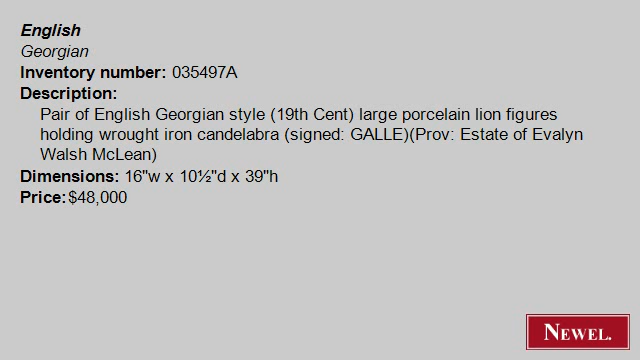 English
Georgian
Inventory number: 035497A
Description:
Pair of English Georgian style (19th Cent) large porcelain lion figures
holding wrought iron candelabra (signed: GALLE)(Prov: Estate of Evalyn
Walsh McLean)
Dimensions: 16"w x 10½"d x 39"h
Price:$48,000
NEWEL.